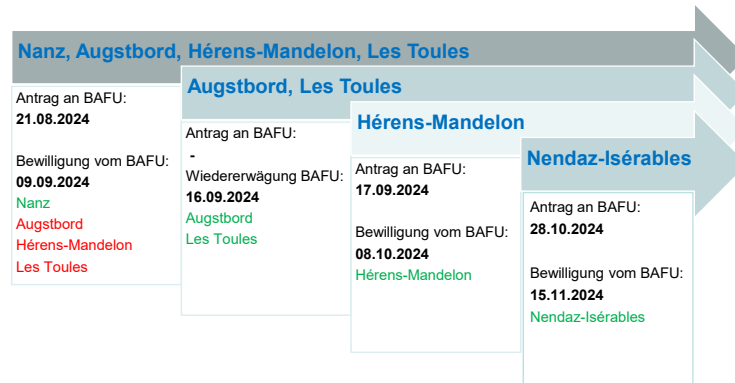 Nanz, Augstbord, Hérens-Mandelon, Les Toules
Antrag an BAFU:
21.08.2024
Bewilligung vom BAFU:
09.09.2024
Nanz
Augstbord
Hérens-Mandelon
Les Toules
Augstbord, Les Toules
Antrag an BAFU:
-
Wiedererwägung BAFU:
16.09.2024
Augstbord
Les Toules
Hérens-Mandelon
Antrag an BAFU:
17.09.2024
Bewilligung vom BAFU:
08.10.2024
Hérens-Mandelon
Nendaz-Isérables
Antrag an BAFU:
28.10.2024
Bewilligung vom BAFU:
15.11.2024
Nendaz-Isérables